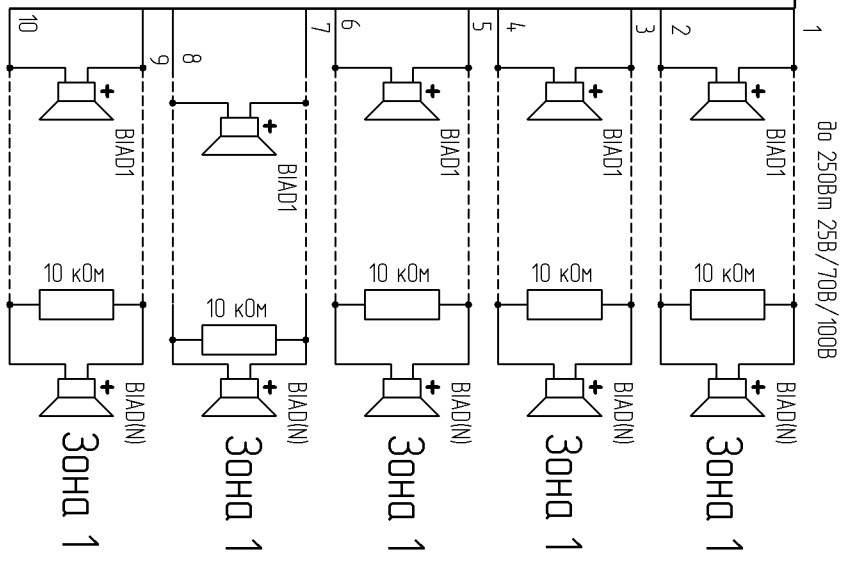 10
9
8
7
6
5
4
3
2
1
до 250Вт 25В/70В/100В
BIAD1
BIAD1
BIAD1
BIAD1
BIAD1
10 кОм
10 кОм
10 кОм
10 кОм
10 кОм
BIAD(N)
BIAD(N)
BIAD(N)
BIAD(N)
BIAD(N)
Зона 1
Зона 1
Зона 1
Зона 1
Зона 1